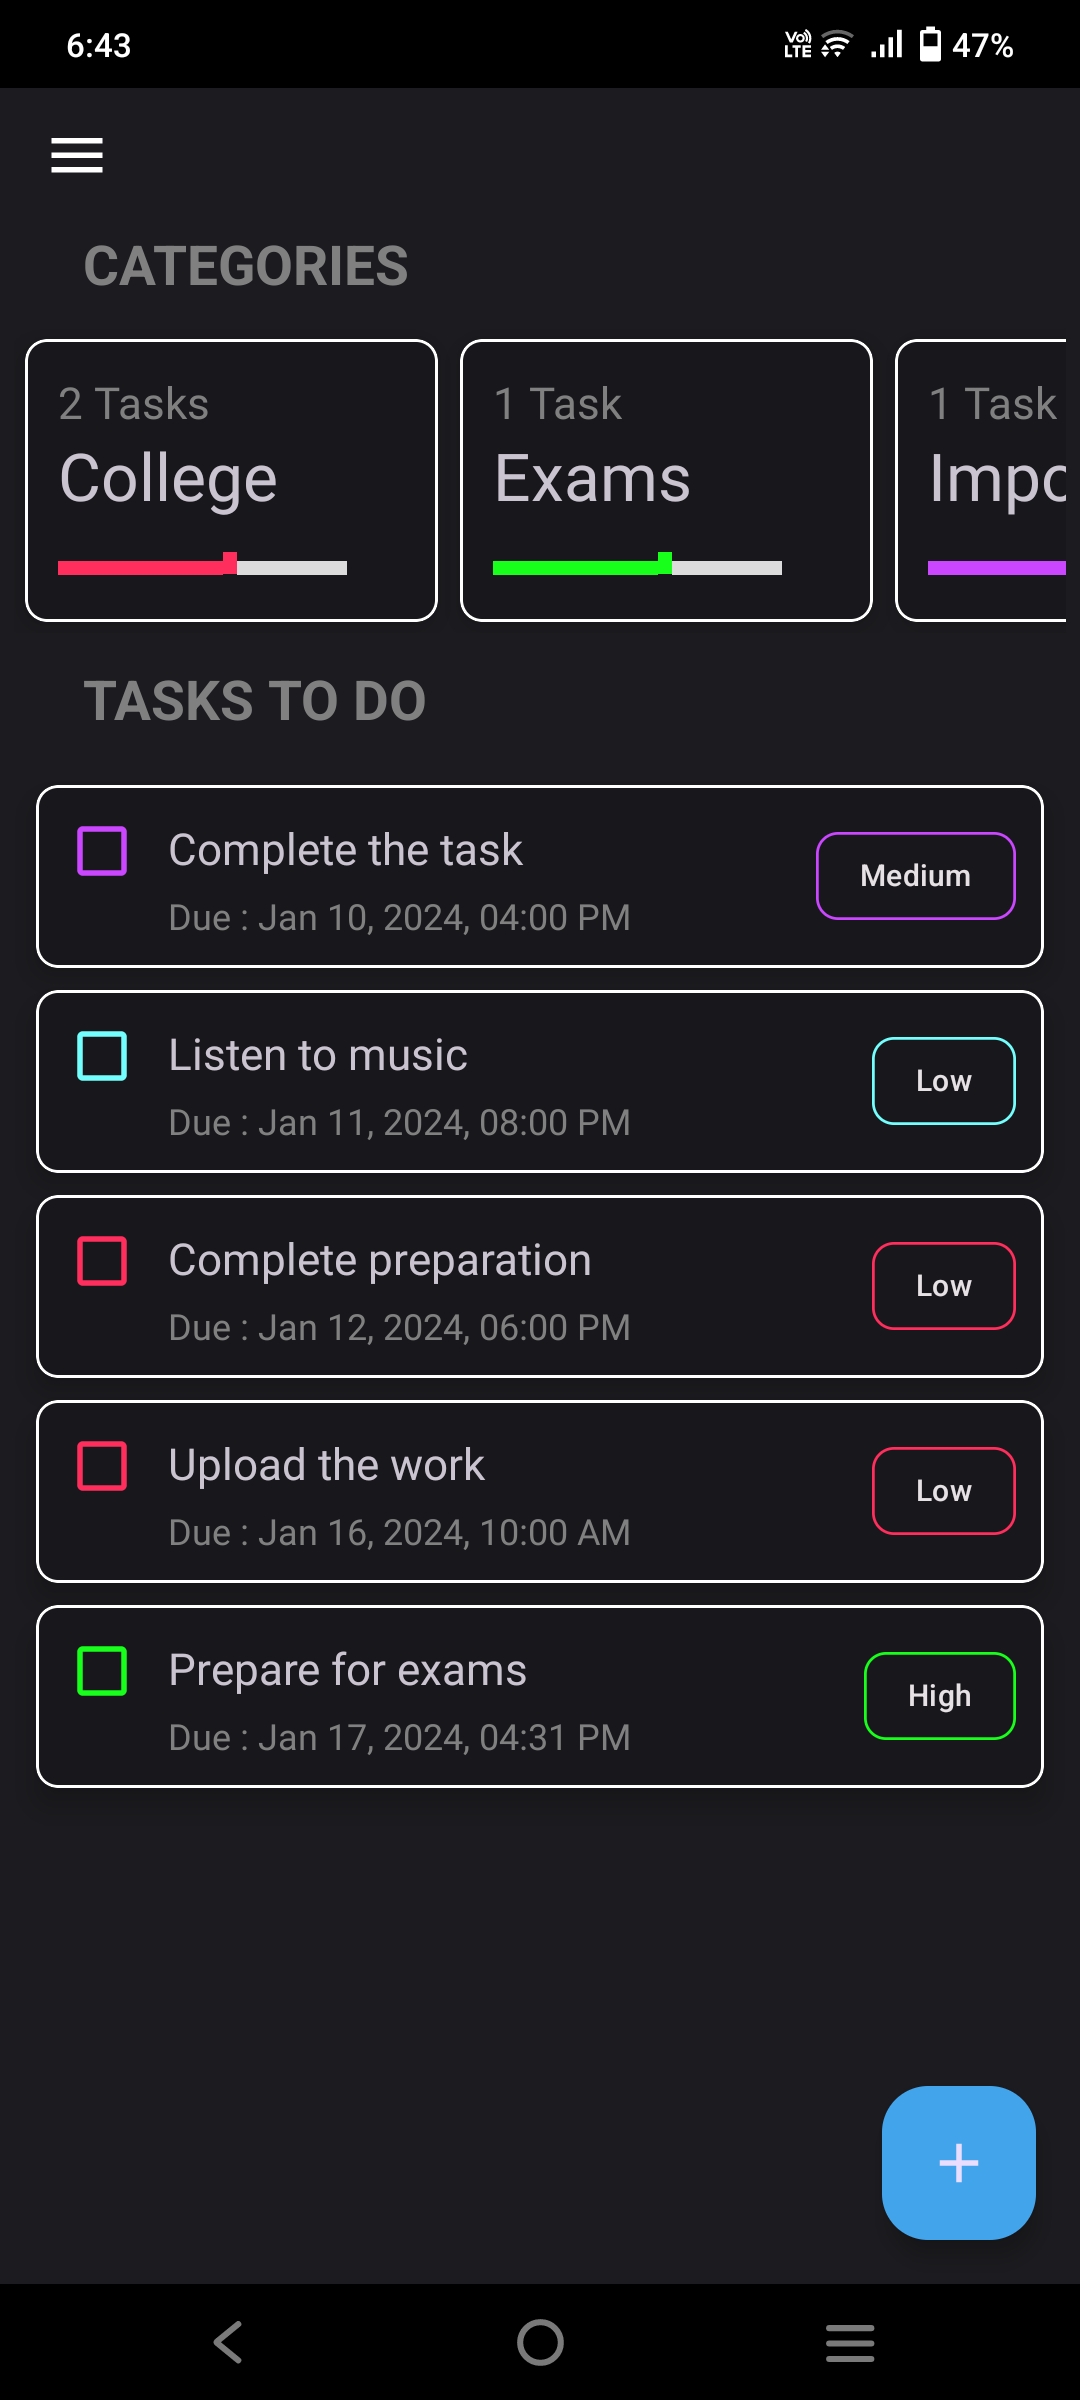 6:43
Vo) LTE 47%
CATEGORIES
2 Tasks
College
1 Task
Exams
1 Task
Impo
TASKS TO DO
Complete the task
Due : Jan 10, 2024, 04:00 PM
Medium
Listen to music
Due : Jan 11, 2024, 08:00 PM
Low
Complete preparation
Due : Jan 12, 2024, 06:00 PM
Low
Upload the work
Due : Jan 16, 2024, 10:00 AM
Low
Prepare for exams
Due : Jan 17, 2024, 04:31 PM
High